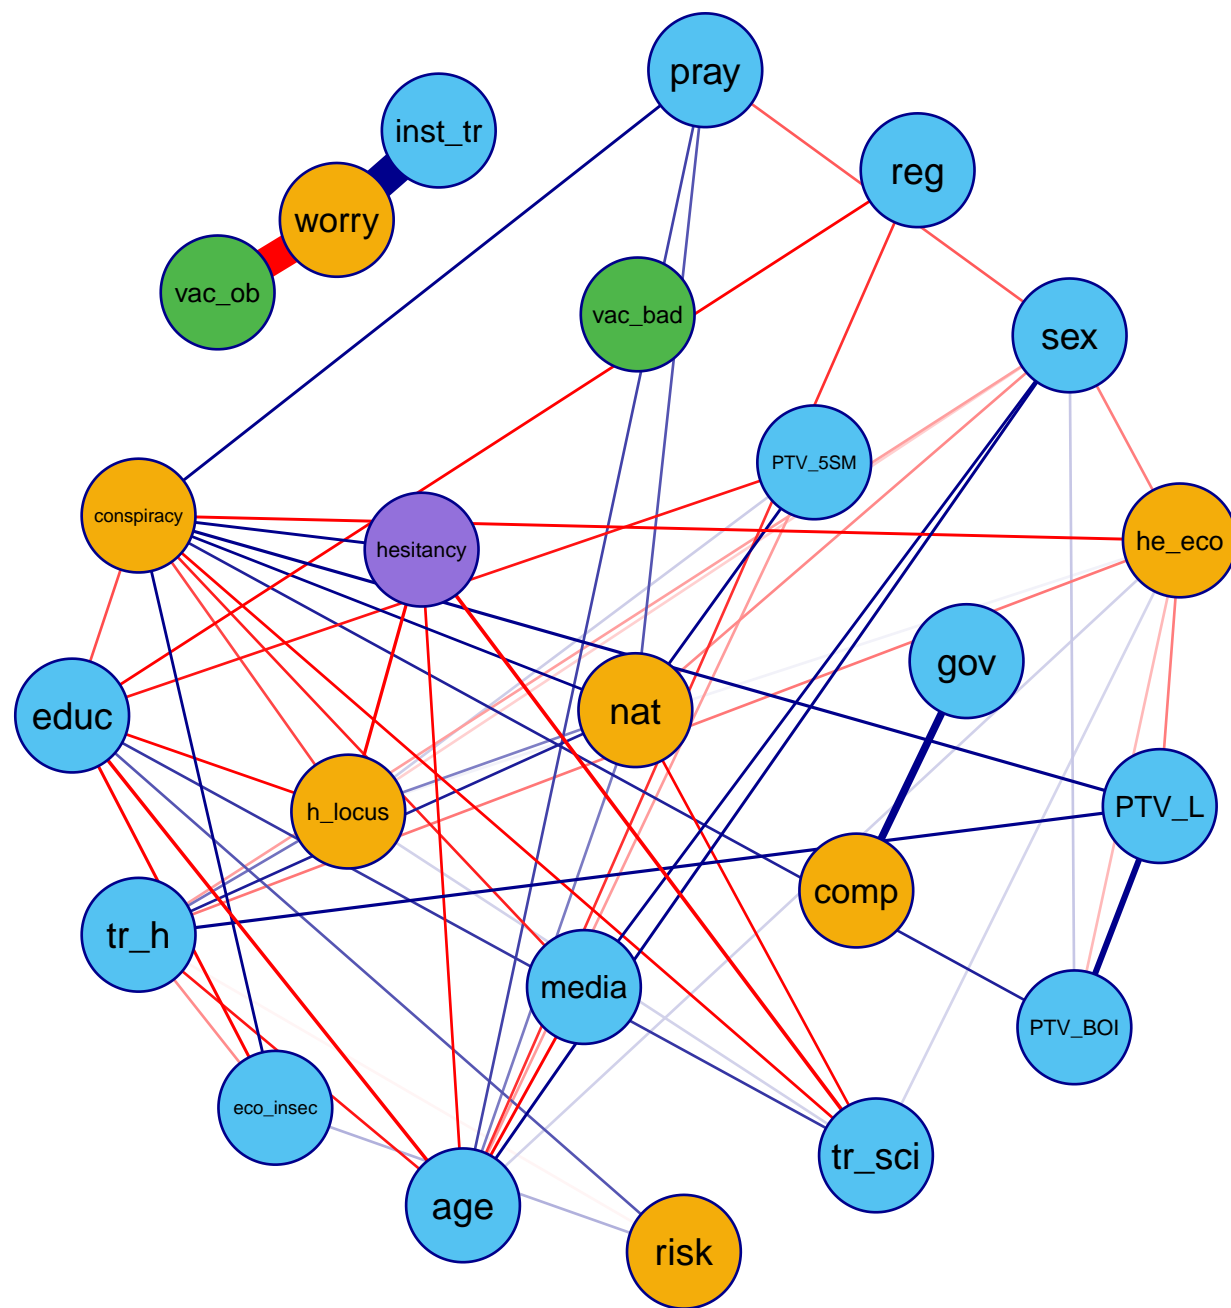 pray
inst_tr
reg
worry
vac_ob
vac_bad
sex
PTV_5SM
conspiracy
hesitancy
he_eco
gov
educ
nat
h_locus
PTV_L
comp
tr_h
media
PTV_BOI
eco_insec
tr_sci
age
risk